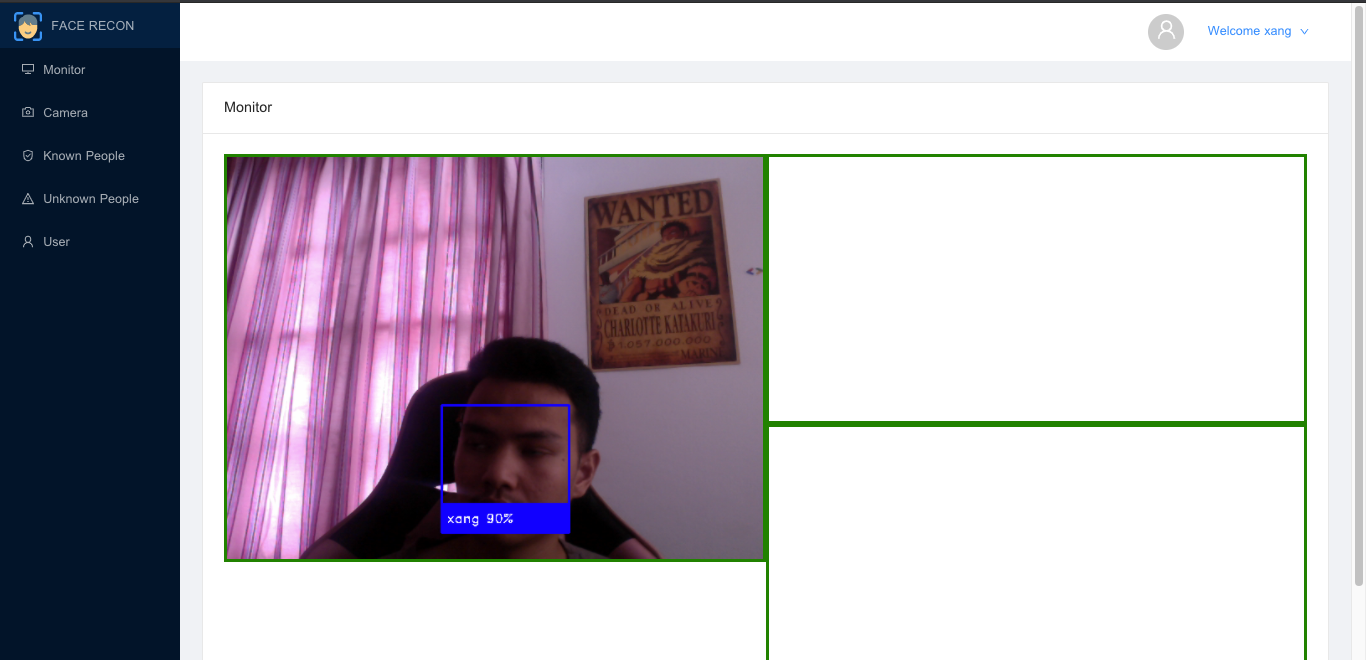 FACE RECON
Welcome xang
Monitor
Camera
Known People
Unknown People
User
Monitor
WANTED
DEAD OR ALIVE
CHARLOTTE KATAKURI
1.057.000.000
MARINE
<>
xang 90%